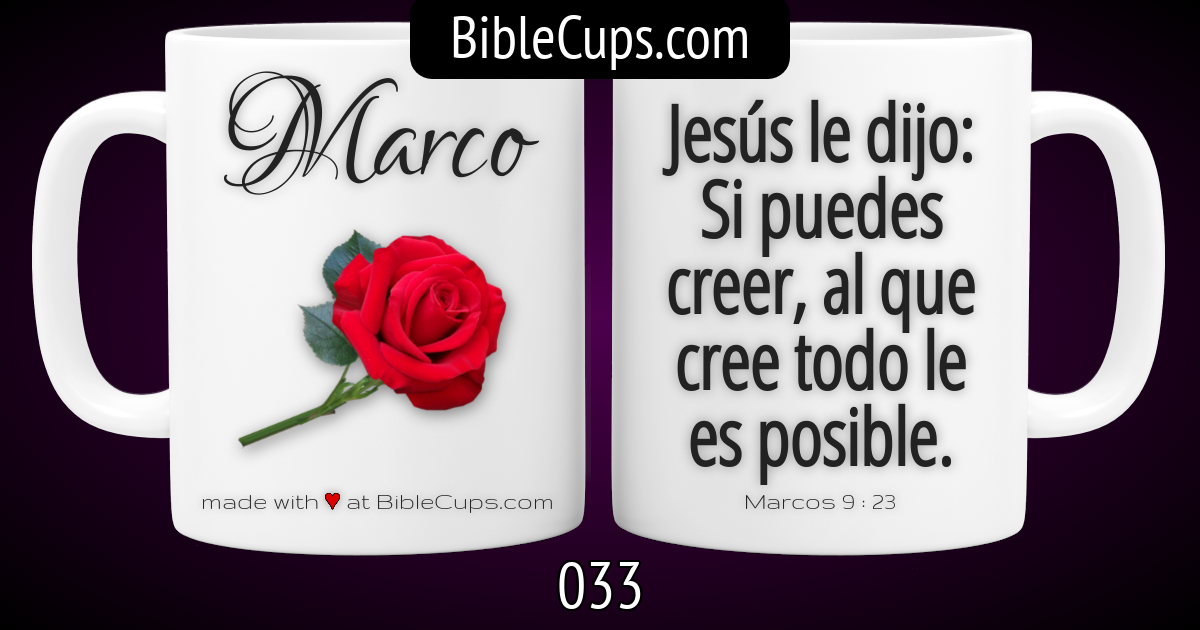 BibleCups.com
Marco
made with ❤ at BibleCups.com
Jesús le dijo:
Si puedes
creer, al que
cree todo le
es posible.
Marcos 9 : 23
033